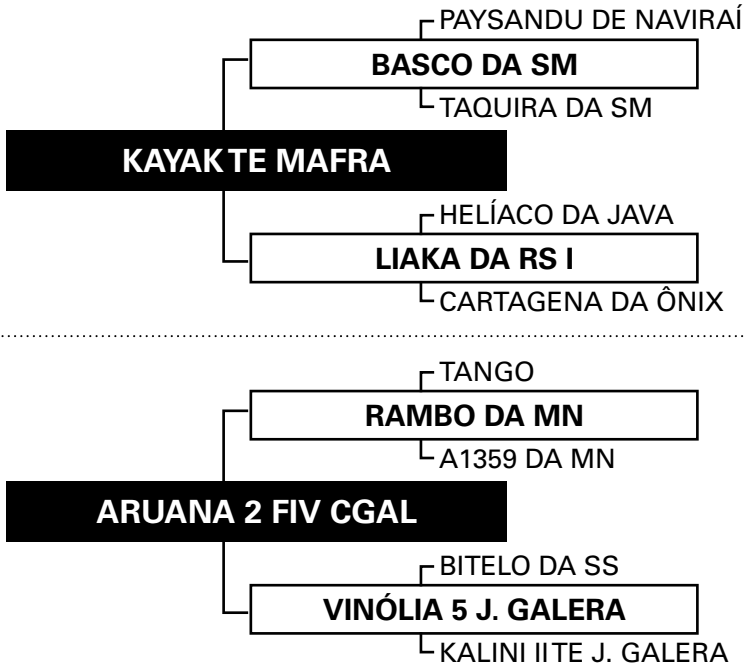 PAYSANDU DE NAVIRAÍ
BASCO DA SM
TAQUIRA DA SM
KAYAK TE MAFRA
HELÍACO DA JAVA
LIAKA DA RS I
CARTAGENA DA ÔNIX
TANGO
RAMBO DA MN
A1359 DA MN
ARUANA 2 FIV CGAL
BITELO DA SS
VINÓLIA 5 J. GALERA
KALINI II TE J. GALERA